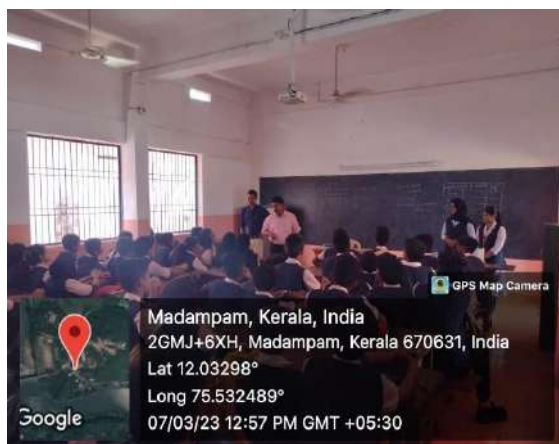 GPS Map Camera
Madampam, Kerala, India
2GMJ+6XH, Madampam, Kerala 670631, India
Lat 12.03298°
Long 75.532489°
07/03/23 12:57 PM GMT +05:30
Google